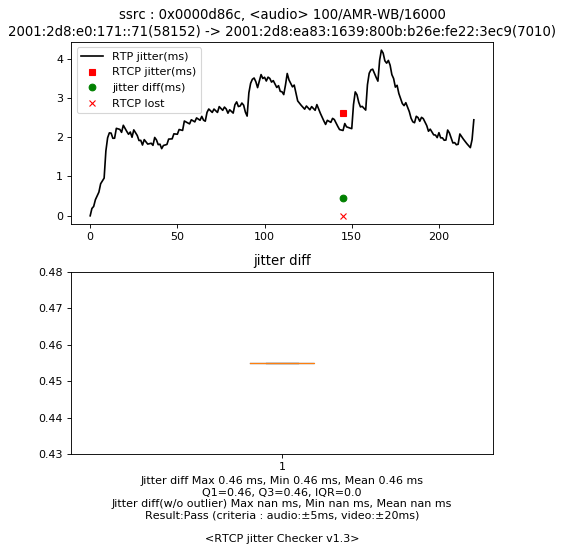 ssrc : 0x0000d86c, <audio> 100/AMR-WB/16000
2001:2d8:e0:171::71(58152) -> 2001:2d8:ea83:1639:800b:b26e:fe22:3ec9(7010)
RTP jitter(ms)
RTCP jitter(ms)
jitter diff(ms)
RTCP lost
4
3
2
1
0
0 50 100 150 200
jitter diff
0.48
0.47
0.46
0.45
0.44
0.43
1
Jitter diff Max 0.46 ms, Min 0.46 ms, Mean 0.46 ms
Q1=0.46, Q3=0.46, IQR=0.0
Jitter diff(w/o outlier) Max nan ms, Min nan ms, Mean nan ms
Result:Pass (criteria : audio:±5ms, video:±20ms)
<RTCP jitter Checker v1.3>